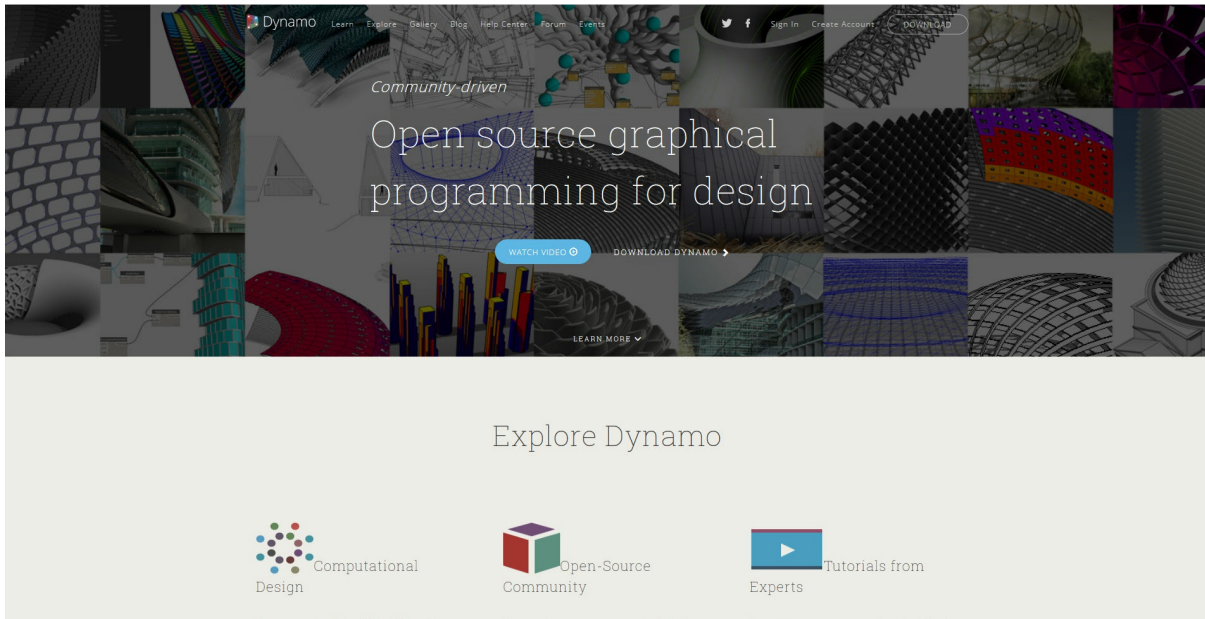 Dynamo Learn Explore Gallery Blog Help Center Forum Events Sign In Create Account DOWNLOAD
Community-driven
Open source graphical
programming for design
WATCH VIDEO DOWNLOAD DYNAMO
LEARN MORE
Explore Dynamo
Computational
Design
Open-Source
Community
Tutorials from
Experts